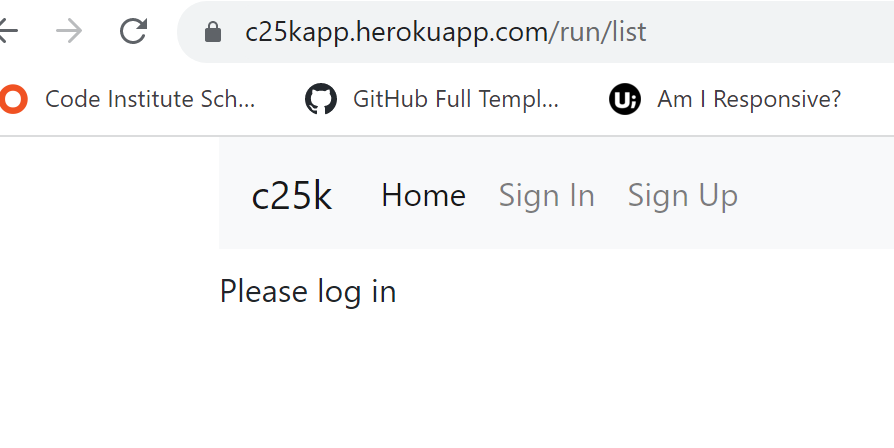 c25kapp.herokuapp.com/run/list
Code Institute Sch... GitHub Full Templ... Ui Am I Responsive?
c25k Home Sign In Sign Up
Please log in